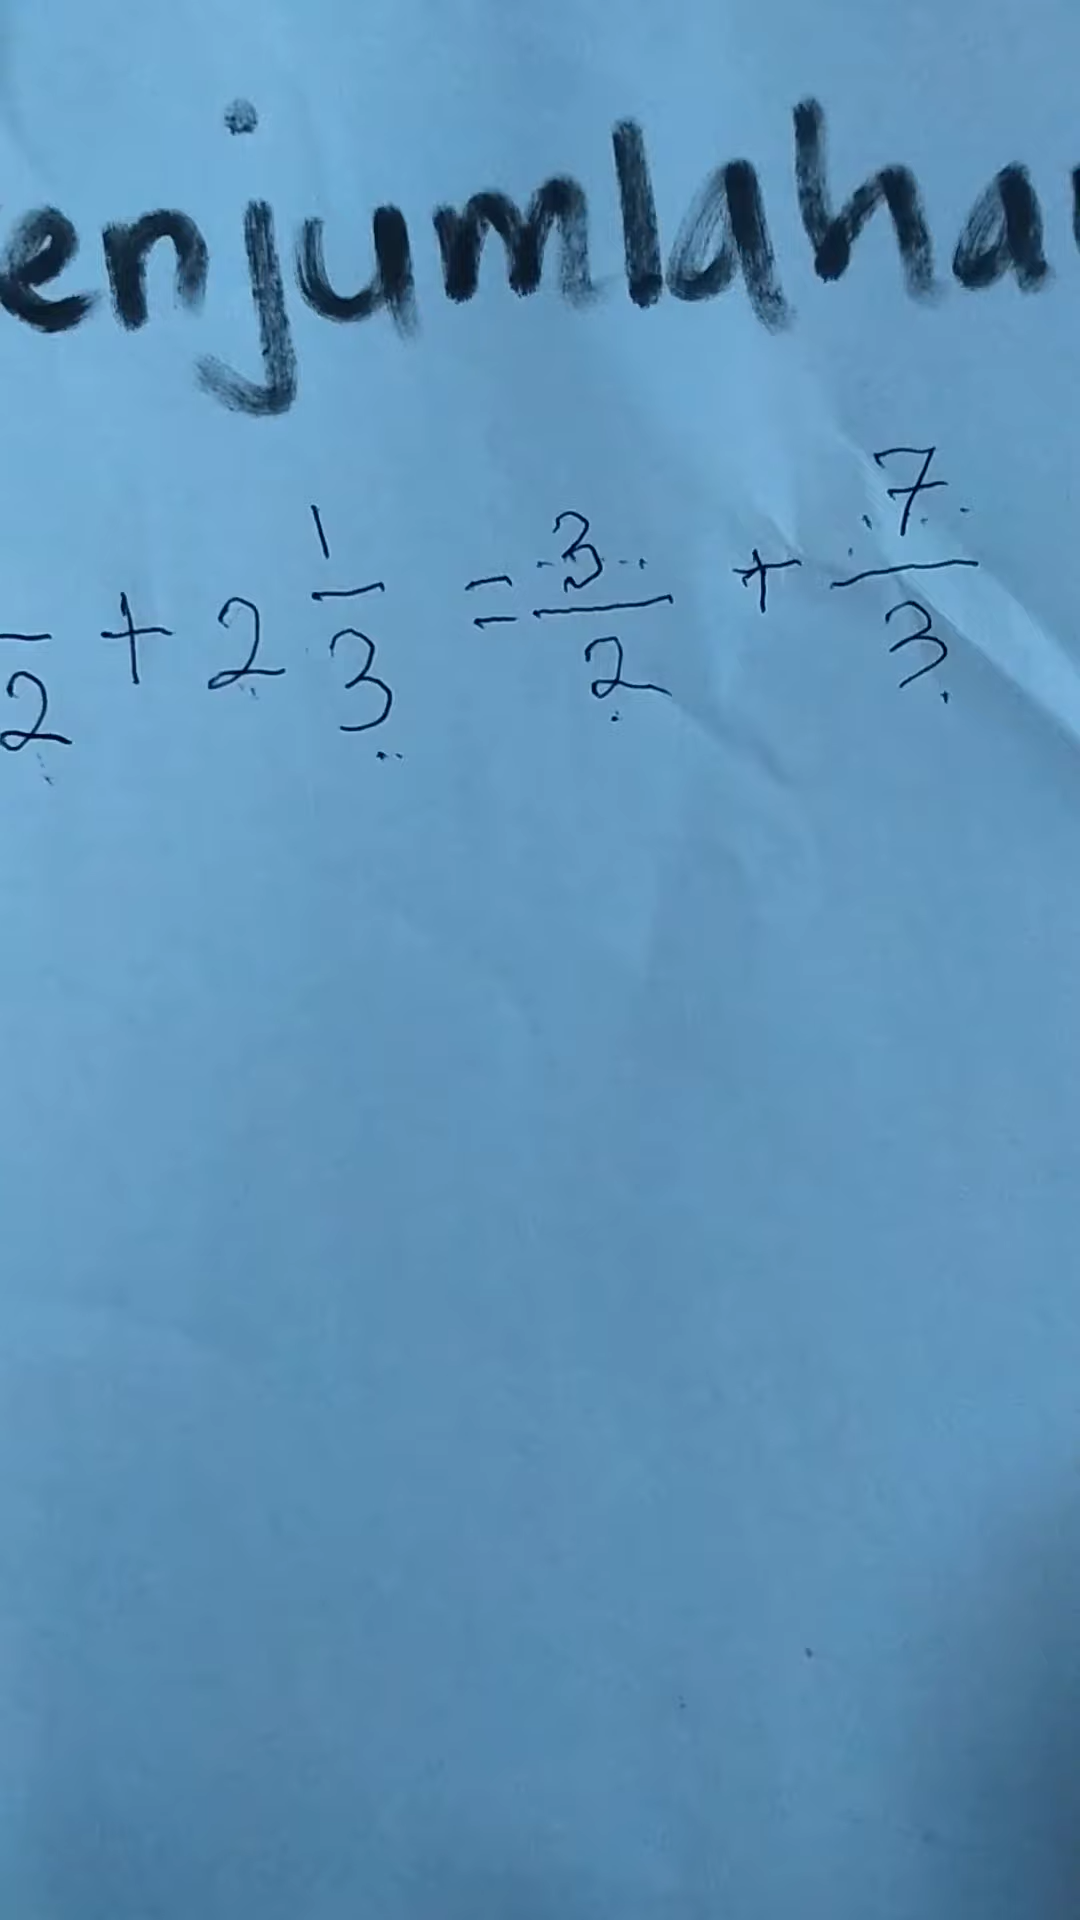 enjumlaha
/2 + 2 1/3 = 3/2 + 7/3